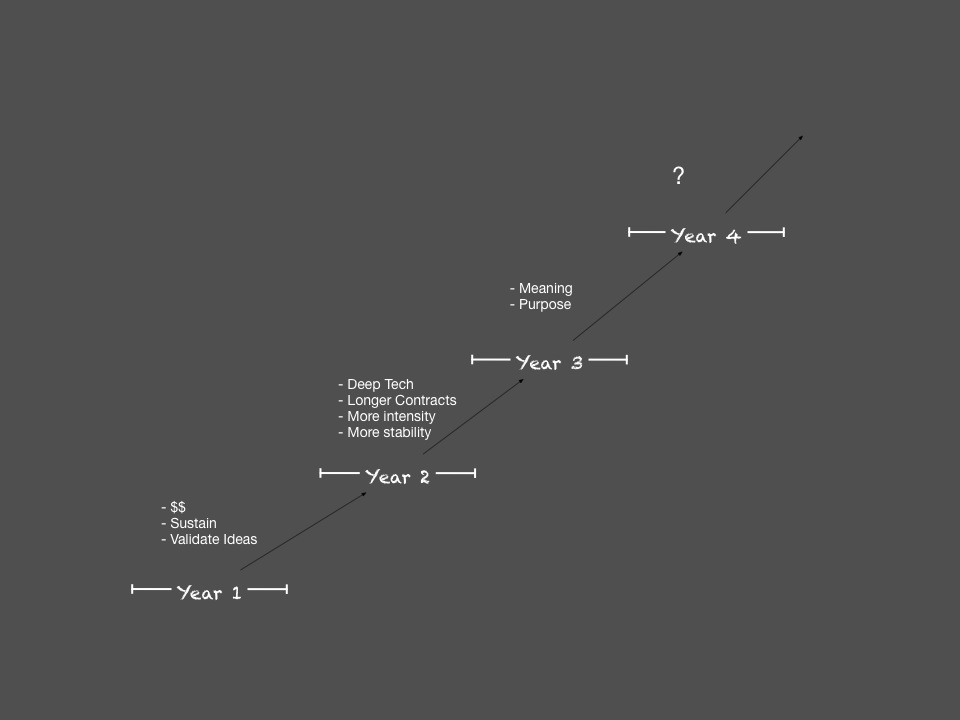 ?
Year 4
- Meaning
- Purpose
Year 3
- Deep Tech
- Longer Contracts
- More intensity
- More stability
Year 2
- $$
- Sustain
- Validate Ideas
Year 1